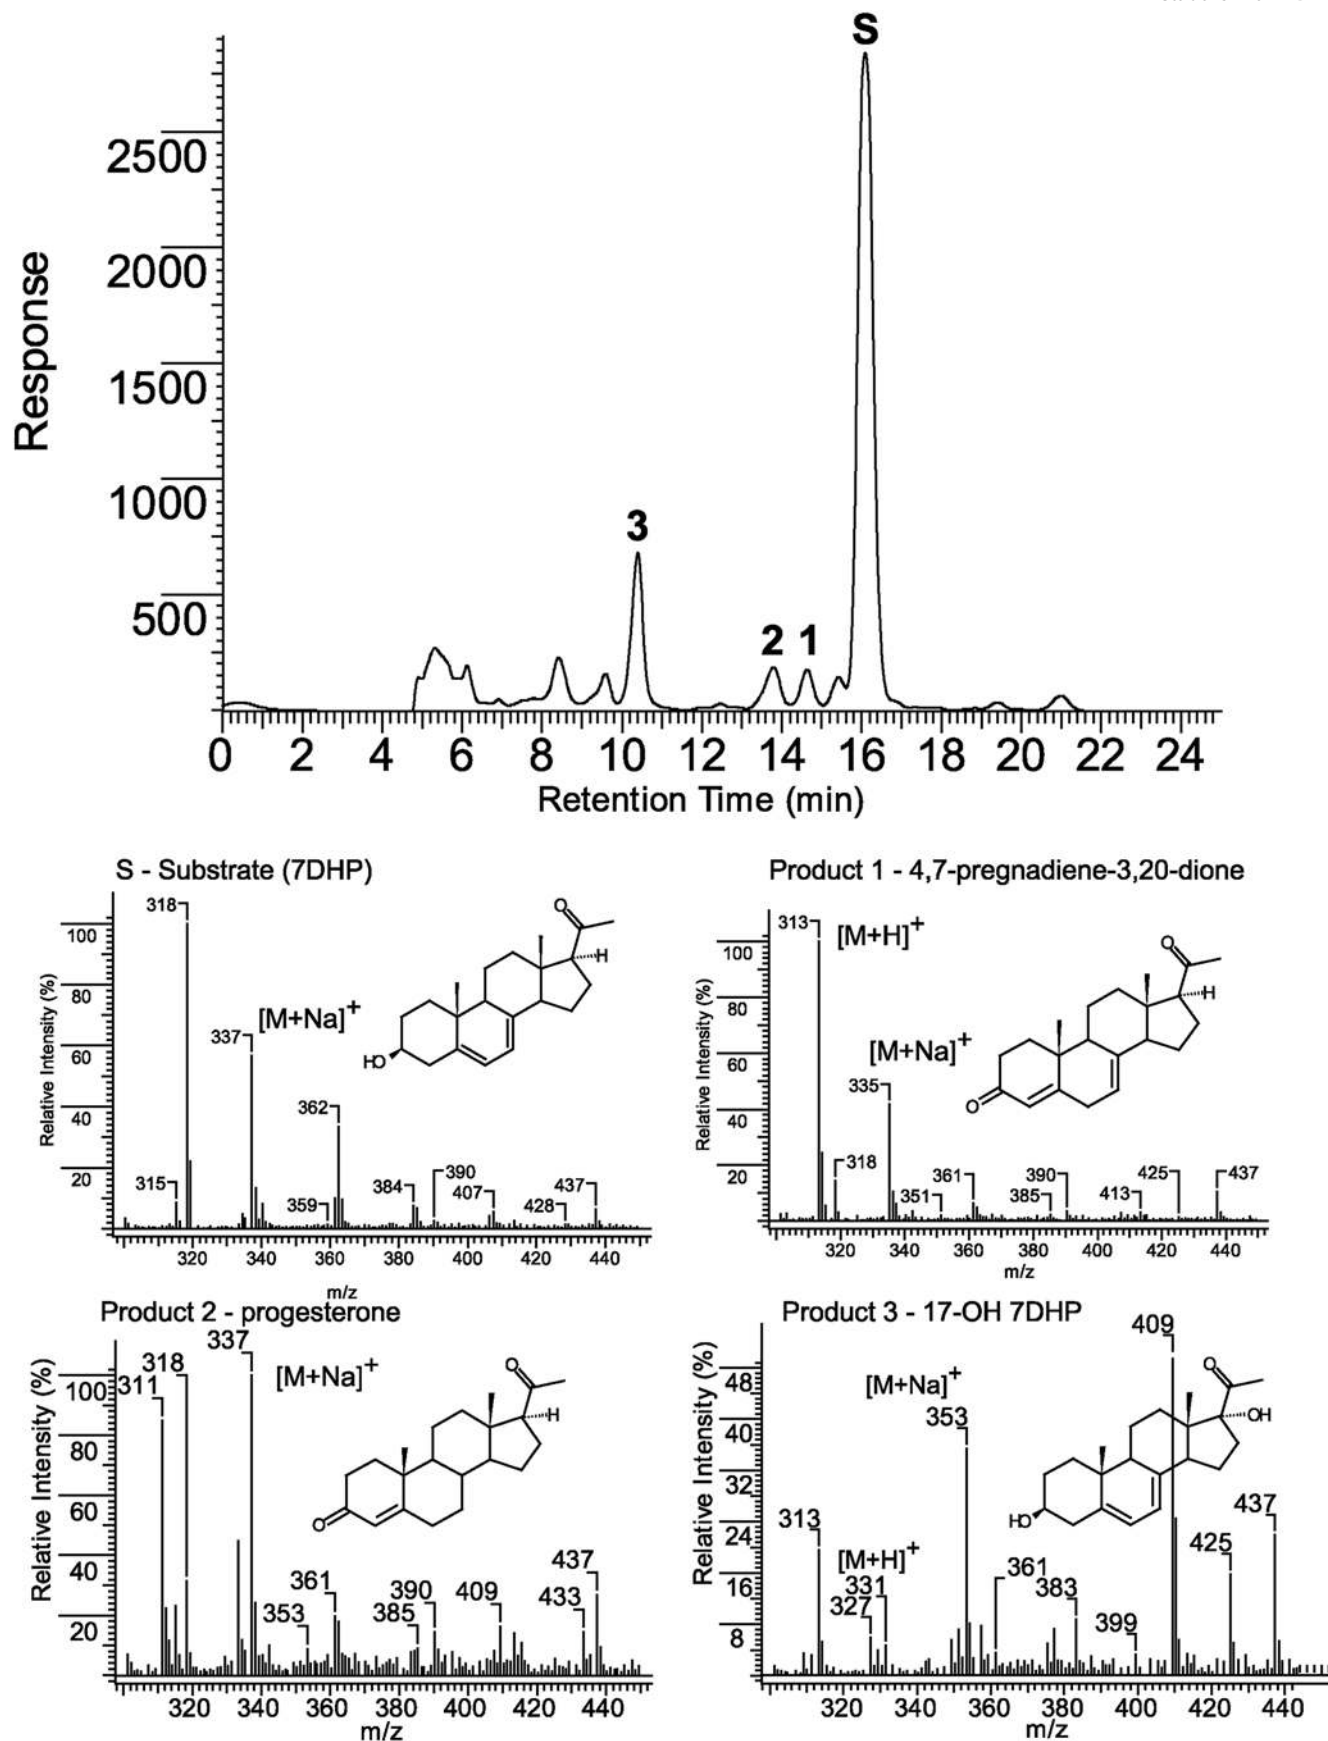 S
2500
2000
1500
1000
500
Response
3
2 1
0 2 4 6 8 10 12 14 16 18 20 22 24
Retention Time (min)
S - Substrate (7DHP)
318
100
80
60
40
20
Relative Intensity (%)
[M+Na]+
337
362
315
359
384
390
407
428
437
O
H
HO
320 340 360 380 400 420 440
m/z
Product 1 - 4,7-pregnadiene-3,20-dione
313
[M+H]+
100
80
60
40
20
Relative Intensity (%)
[M+Na]+
335
318
351
361
385
390
413
425
437
O
H
O
320 340 360 380 400 420 440
m/z
Product 2 - progesterone
337
318
311
100
80
60
40
20
Relative Intensity (%)
[M+Na]+
353
361
385
390
409
433
437
O
H
O
320 340 360 380 400 420 440
m/z
Product 3 - 17-OH 7DHP
409
48
40
32
24
16
8
Relative Intensity (%)
[M+Na]+
353
313
[M+H]+
331
327
361
383
399
425
437
O
OH
HO
320 340 360 380 400 420 440
m/z